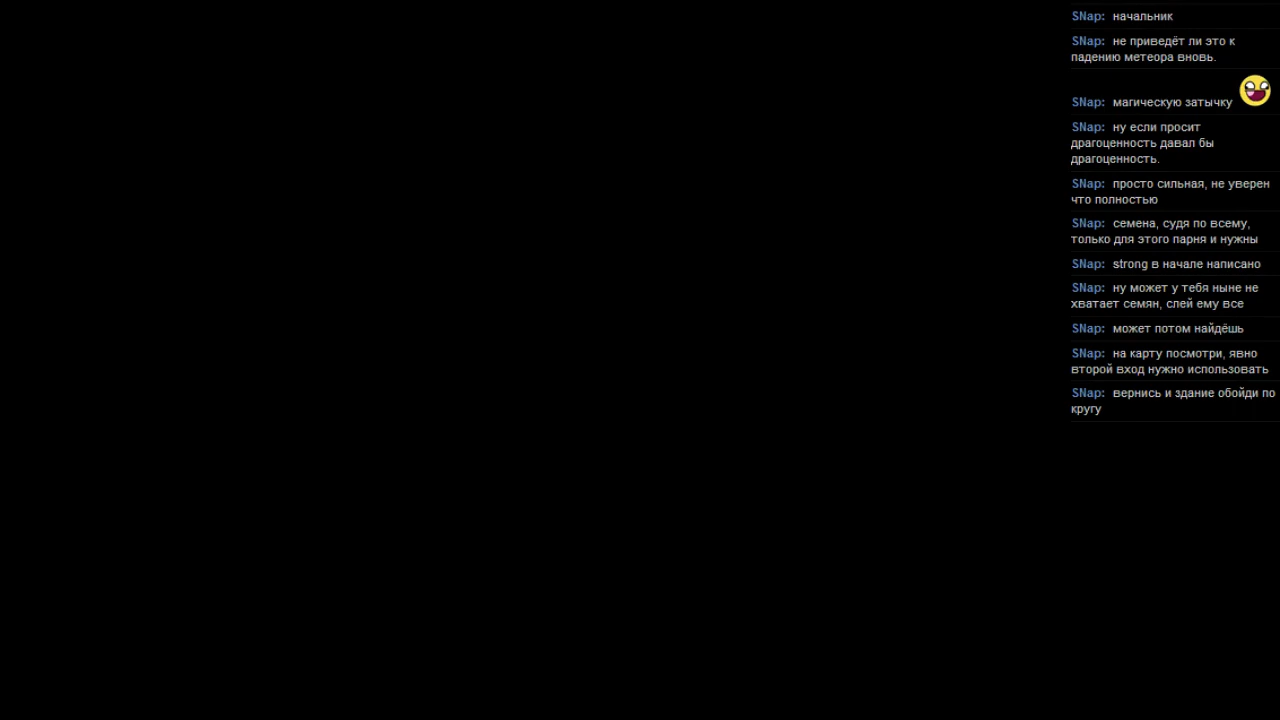 SNap: начальник
SNap: не приведёт ли это к
падению метеора вновь.
SNap: магическую затычку
SNap: ну если просит
драгоценность давал бы
драгоценность.
SNap: просто сильная, не уверен
что полностью
SNap: семена, судя по всему,
только для этого парня и нужны
SNap: strong в начале написано
SNap: ну может у тебя ныне не
хватает семян, слей ему все
SNap: может потом найдёшь
SNap: на карту посмотри, явно
второй вход нужно использовать
SNap: вернись и здание обойди по
кругу